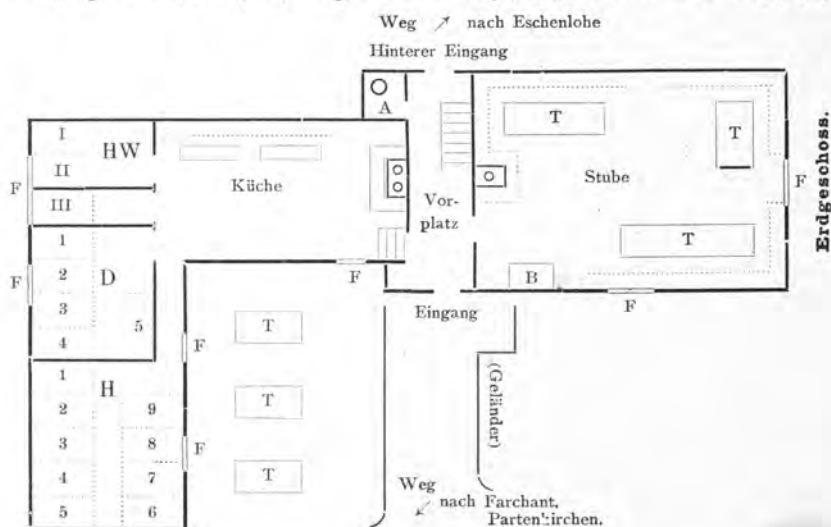 Weg ↗ nach Eschenlohe
Hinterer Eingang
A
T
T
I
HW
II
F
III
Küche
Vor-
platz
Stube
F
Erdgeschoss.
T
1
D
2
F
3
5
4
F
B
Eingang
F
T
F
(Geländer)
1
H
2
9
T
3
8
F
4
7
T
5
6
Weg
↙ nach Farchant,
Partenkirchen.